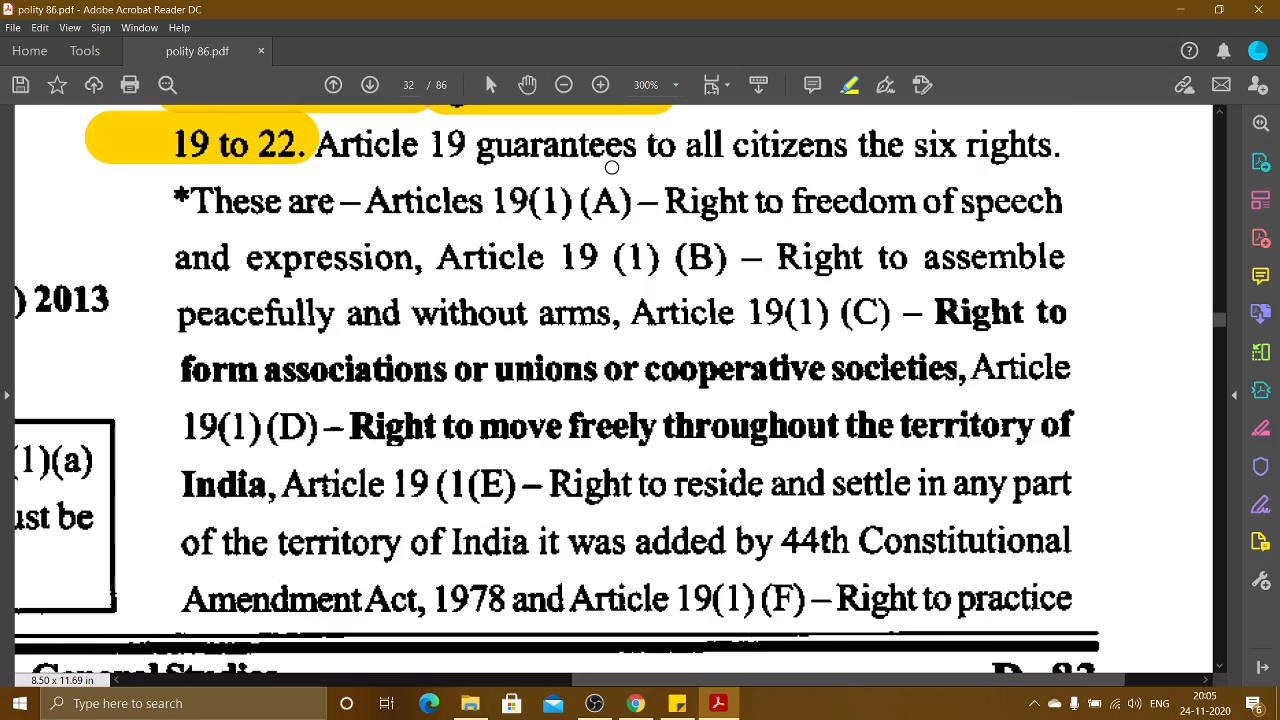 polity 86.pdf - Adobe Acrobat Reader DC
File Edit View Sign Window Help
Home Tools polity 86.pdf ×
32 / 86 300%
19 to 22. Article 19 guarantees to all citizens the six rights.
*These are – Articles 19(1) (A) – Right to freedom of speech
and expression, Article 19 (1) (B) – Right to assemble
) 2013
peacefully and without arms, Article 19(1) (C) – Right to
form associations or unions or cooperative societies, Article
19(1) (D) – Right to move freely throughout the territory of
1)(a)
India, Article 19 (1(E) – Right to reside and settle in any part
ust be
of the territory of India it was added by 44th Constitutional
Amendment Act, 1978 and Article 19(1) (F) – Right to practice
General Studies
8.50 x 11.69 in
Type here to search
ENG
20:05
24-11-2020
6